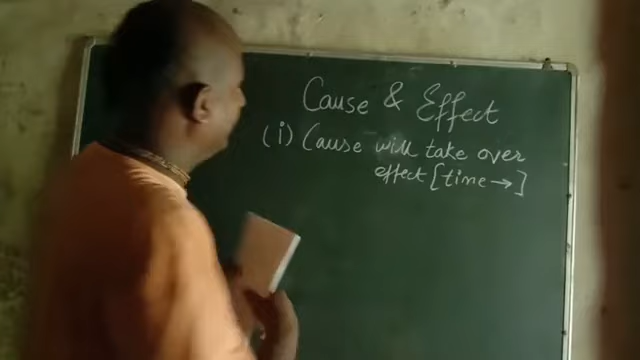 Cause & Effect
(i) Cause will take over
effect [time →]